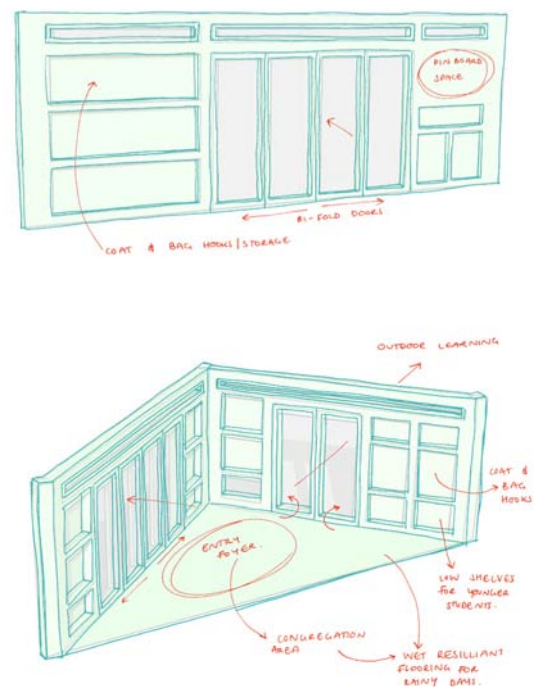 PIN BOARD
SPACE
BI-FOLD DOORS
COAT & BAG HOOKS/STORAGE
OUTDOOR LEARNING
COAT &
BAG
HOOKS
ENTRY
FOYER.
LOW SHELVES
FOR YOUNGER
STUDENTS.
CONGREGATION
AREA
WET RESILLIANT
FLOORING FOR
RAINY DAYS.